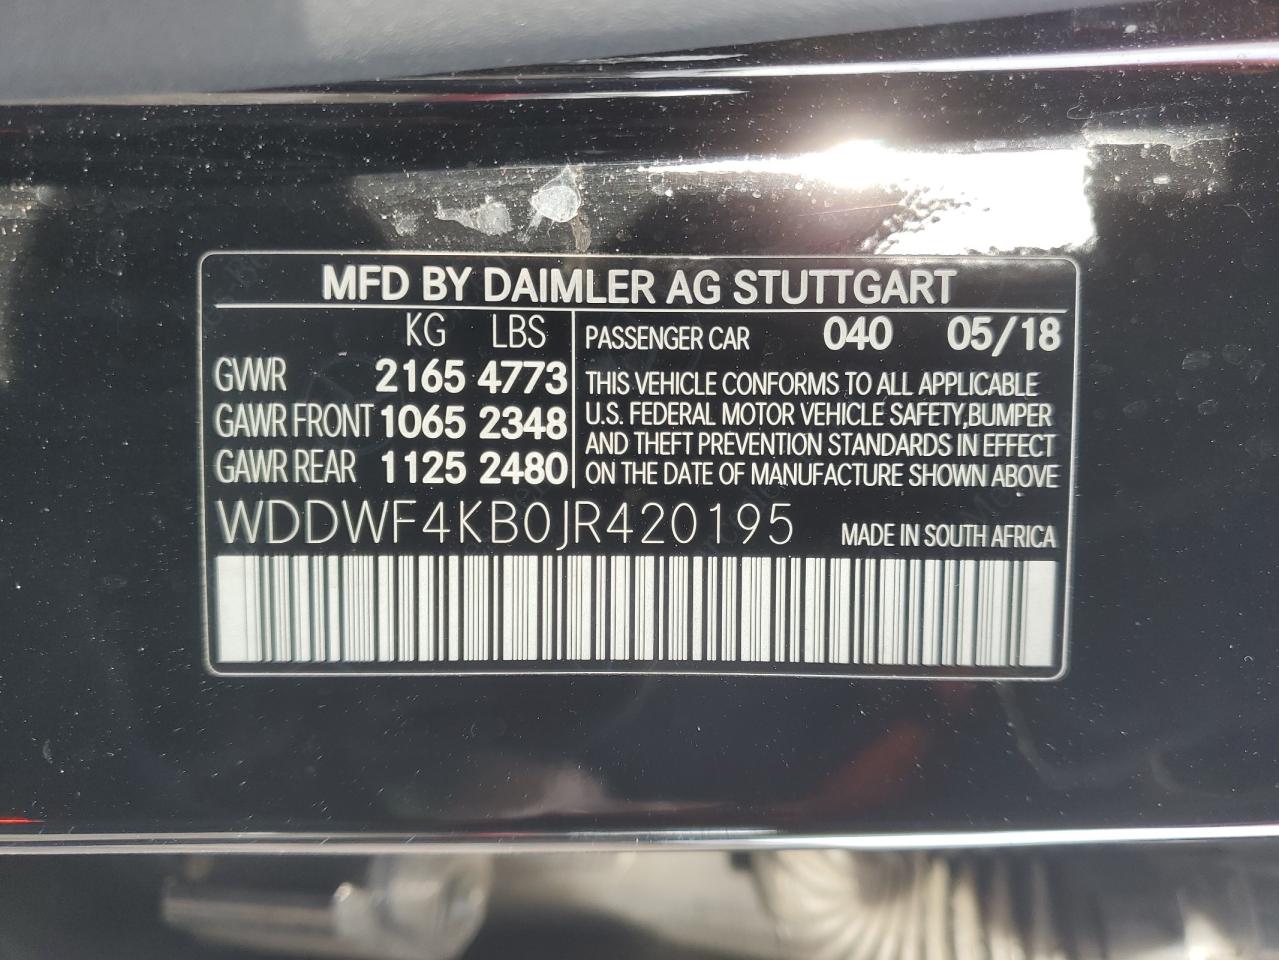 MFD BY DAIMLER AG STUTTGART
KG LBS
GVWR 2165 4773
GAWR FRONT 1065 2348
GAWR REAR 1125 2480
PASSENGER CAR 040 05/18
THIS VEHICLE CONFORMS TO ALL APPLICABLE
U.S. FEDERAL MOTOR VEHICLE SAFETY,BUMPER
AND THEFT PREVENTION STANDARDS IN EFFECT
ON THE DATE OF MANUFACTURE SHOWN ABOVE
WDDWF4KB0JR420195 MADE IN SOUTH AFRICA